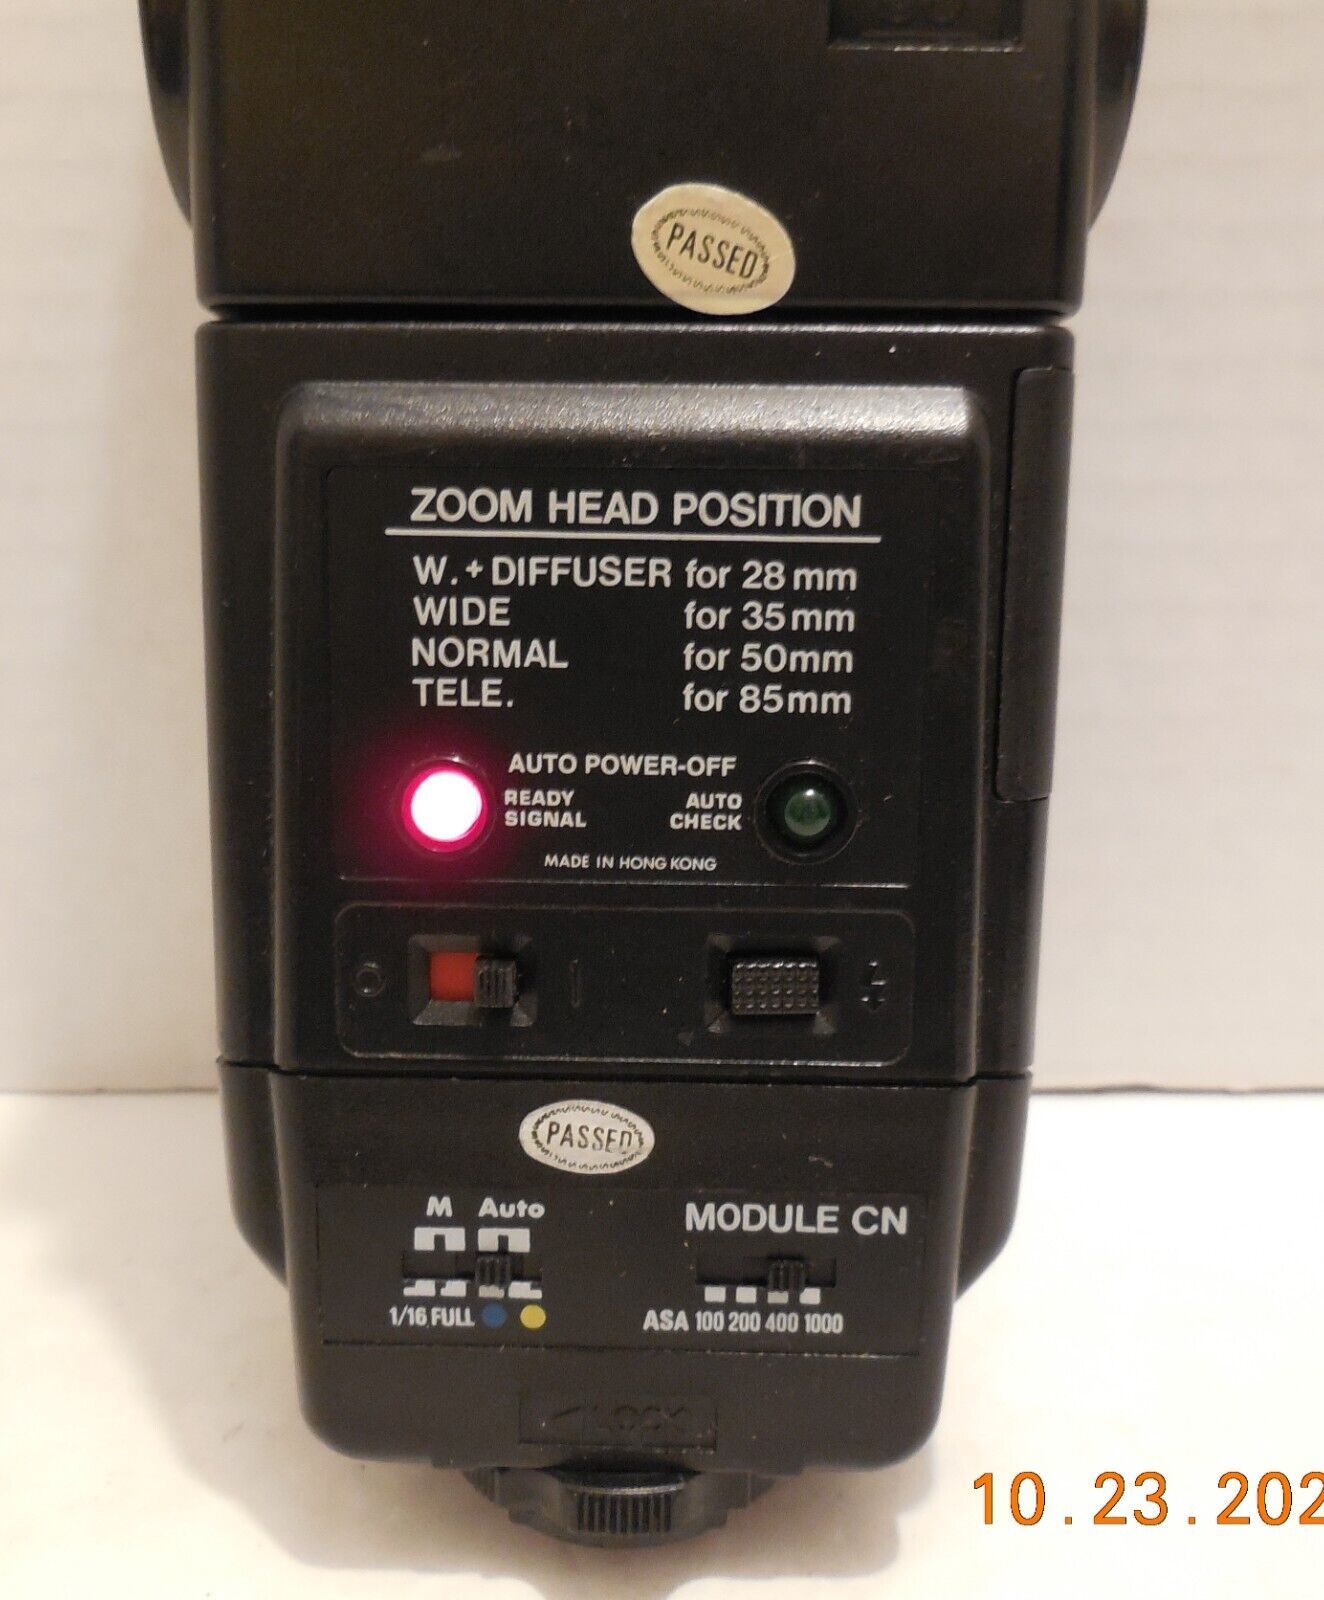 PASSED
ZOOM HEAD POSITION
W. + DIFFUSER for 28 mm
WIDE for 35 mm
NORMAL for 50mm
TELE. for 85mm
AUTO POWER-OFF
READY SIGNAL
AUTO CHECK
MADE IN HONG KONG
PASSED
M Auto
MODULE CN
1/16 FULL
ASA 100 200 400 1000
LOCK
10.23.202